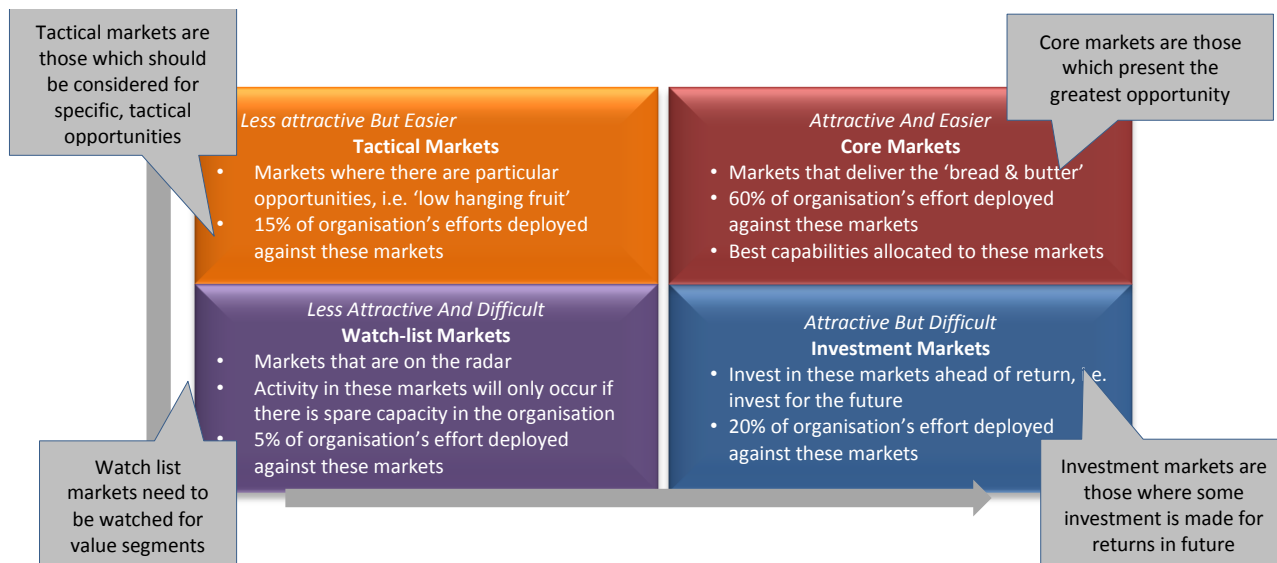 Tactical markets are
those which should
be considered for
specific, tactical
opportunities
Core markets are those
which present the
greatest opportunity
Less attractive But Easier
Tactical Markets
• Markets where there are particular
opportunities, i.e. ‘low hanging fruit’
• 15% of organisation’s efforts deployed
against these markets
Attractive And Easier
Core Markets
• Markets that deliver the ‘bread & butter’
• 60% of organisation’s effort deployed
against these markets
• Best capabilities allocated to these markets
Less Attractive And Difficult
Watch-list Markets
• Markets that are on the radar
• Activity in these markets will only occur if
there is spare capacity in the organisation
• 5% of organisation’s effort deployed
against these markets
Attractive But Difficult
Investment Markets
• Invest in these markets ahead of return, i.e.
invest for the future
• 20% of organisation’s effort deployed
against these markets
Watch list
markets need to
be watched for
value segments
Investment markets are
those where some
investment is made for
returns in future